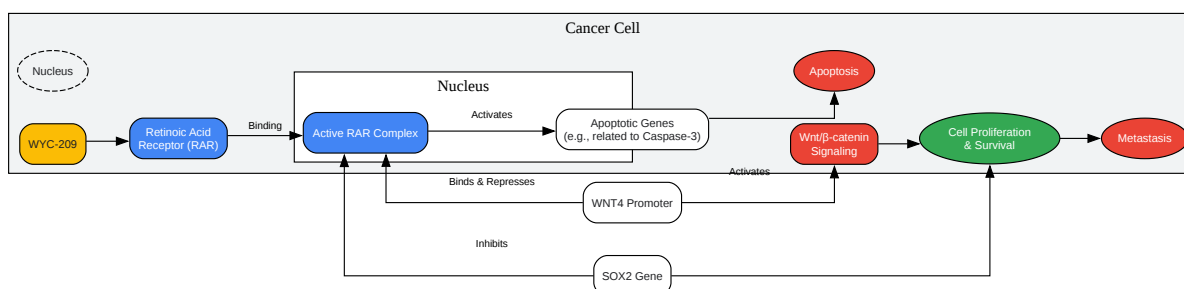 Cancer Cell
Nucleus
Nucleus
Apoptosis
WYC-209
Retinoic Acid
Receptor (RAR)
Binding
Active RAR Complex
Activates
Apoptotic Genes
(e.g., related to Caspase-3)
Wnt/β-catenin
Signaling
Cell Proliferation
& Survival
Metastasis
Binds & Represses
Activates
WNT4 Promoter
Inhibits
SOX2 Gene